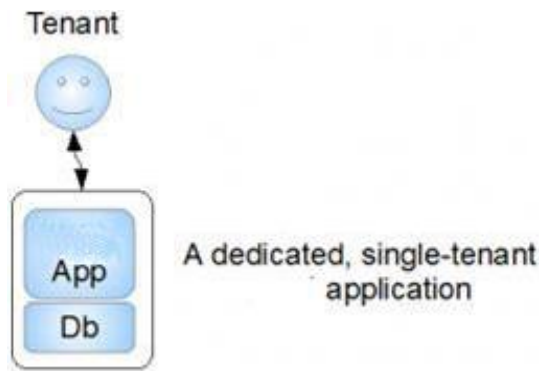 Tenant
App
Db
A dedicated, single-tenant
application